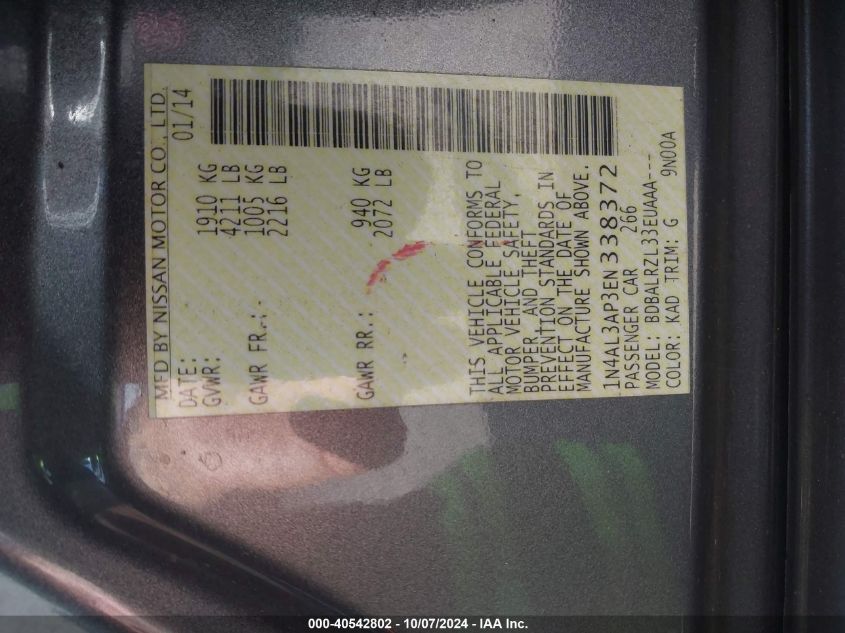 MFD BY NISSAN MOTOR CO., LTD.
DATE: 01/14
GVWR: 1910 KG
4211 LB
GAWR FR.: 1005 KG
2216 LB
GAWR RR.: 940 KG
2072 LB
THIS VEHICLE CONFORMS TO
ALL APPLICABLE FEDERAL
MOTOR VEHICLE SAFETY,
BUMPER, AND THEFT
PREVENTION STANDARDS IN
EFFECT ON THE DATE OF
MANUFACTURE SHOWN ABOVE.
1N4AL3AP3EN338372
PASSENGER CAR 266
MODEL: BDBALRZL33EUAAA---
COLOR: KAD TRIM: G 9N00A
000-40542802 - 10/07/2024 - IAA Inc.